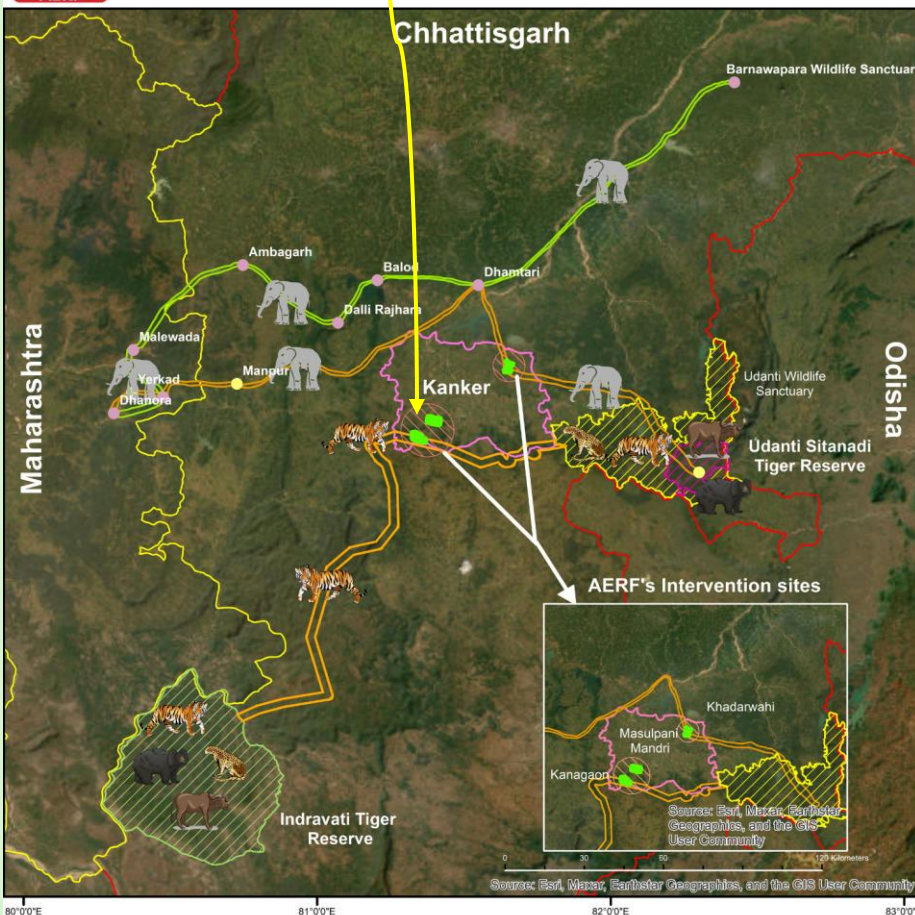 Chhattisgarh
Barnawapara Wildlife Sanctuar
Ambagarh
Balod
Dhamtari
Dalli Rajhara
Malewada
Manpur
Yerkad
Dhanora
Kanker
Maharashtra
Odisha
Udanti Wildlife
Sanctuary
Udanti Sitanadi
Tiger Reserve
AERF's Intervention sites
Khadarwahi
Masulpani
Mandri
Kanagaon
Source: Esri, Maxar, Earthstar
Geographics, and the GIS
User Community
Indravati Tiger
Reserve
0 30 60 120 Kilometers
Source: Esri, Maxar, Earthstar Geographics, and the GIS User Community
80°0'0"E 81°0'0"E 82°0'0"E 83°0'0